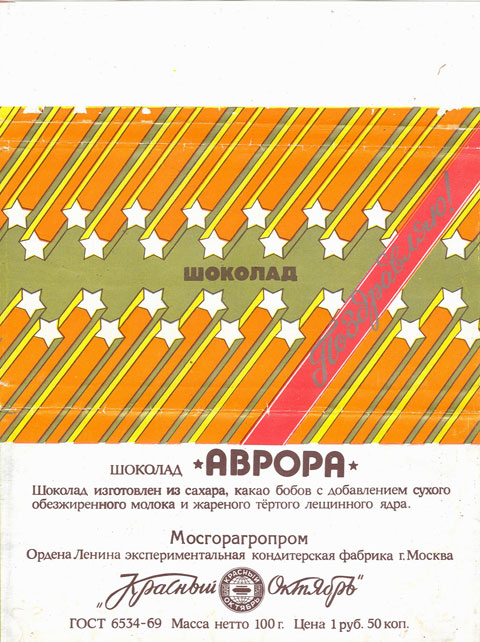 ШОКОЛАД
Поздравляю!
ШОКОЛАД *АВРОРА*
Шоколад изготовлен из сахара, какао бобов с добавлением сухого
обезжиренного молока и жареного тёртого лещинного ядра.
Мосгорагропром
Ордена Ленина экспериментальная кондитерская фабрика г. Москва
„Красный КРАСНЫЙ ОКТЯБРЬ Октябрь"
ГОСТ 6534-69 Масса нетто 100 г. Цена 1 руб. 50 коп.